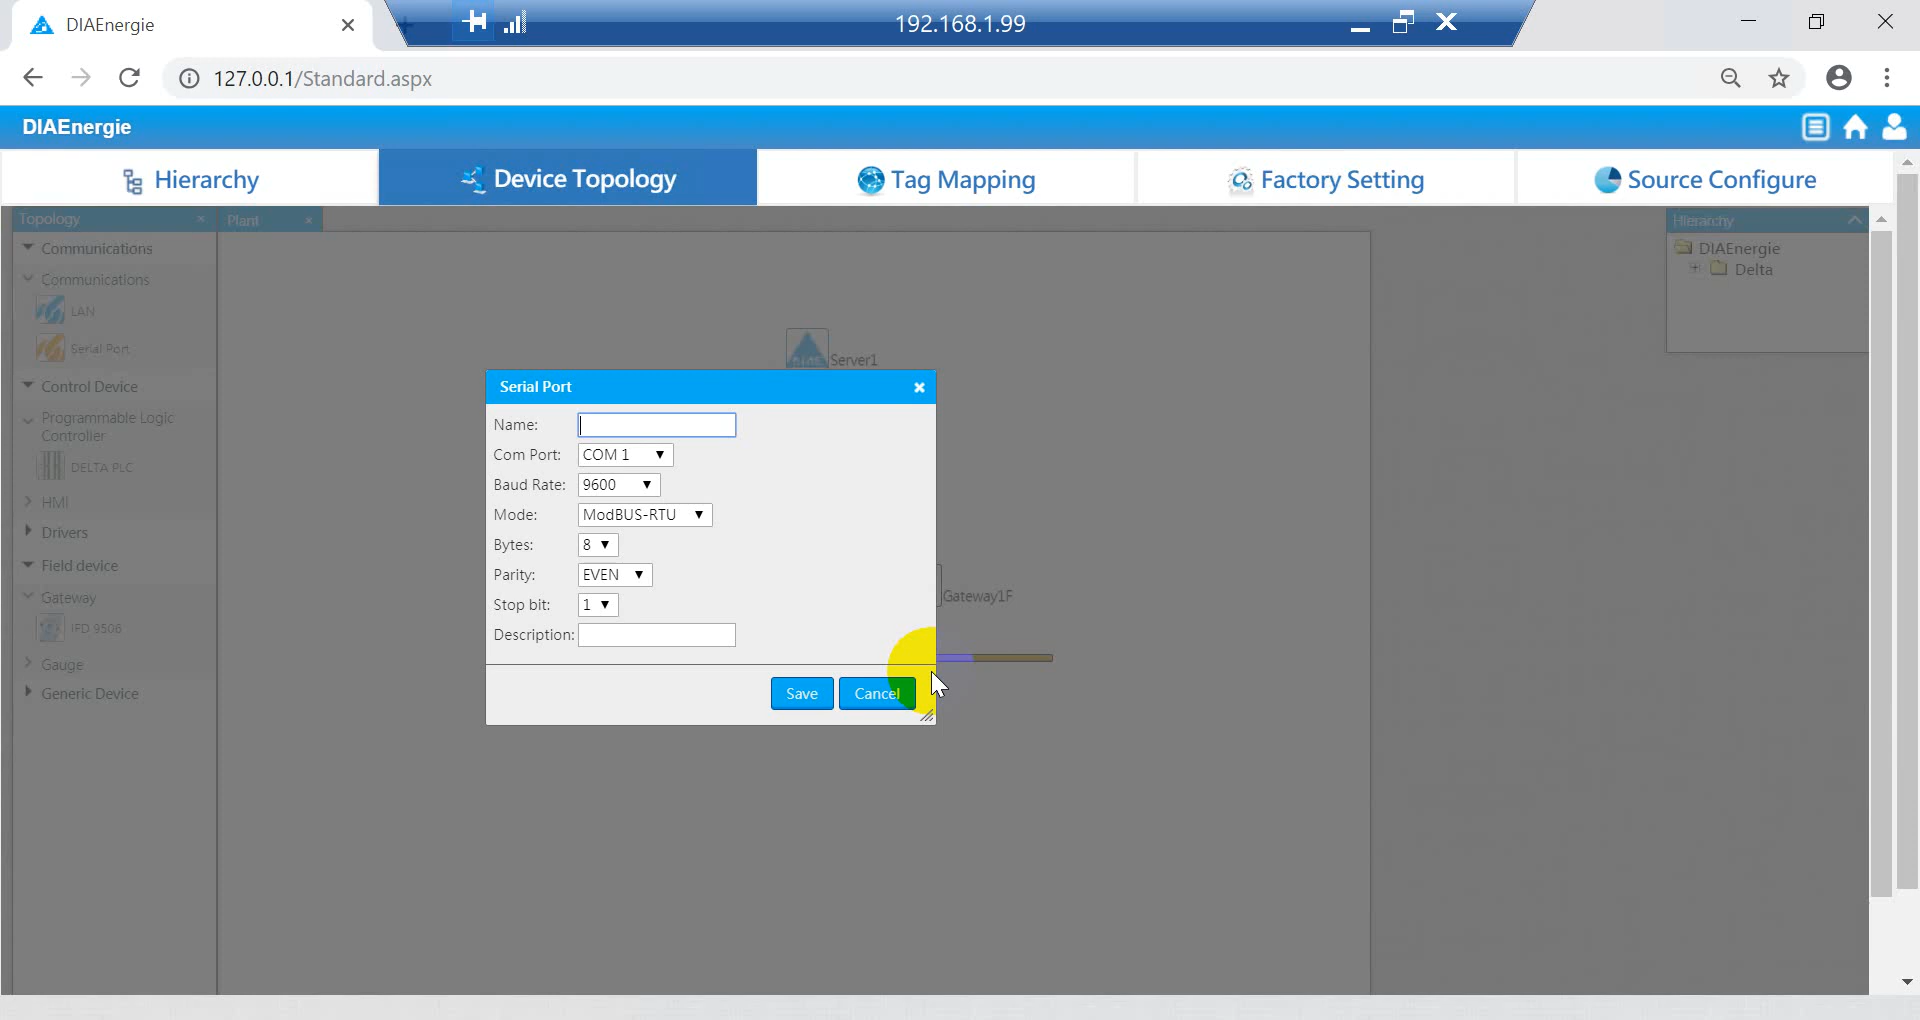 DIAEnergie
192.168.1.99
127.0.0.1/Standard.aspx
DIAEnergie
Hierarchy
Device Topology
Tag Mapping
Factory Setting
Source Configure
Topology
Plant
Hierarchy
Communications
Communications
LAN
Serial Port
Control Device
Programmable Logic
Controller
DELTA PLC
HMI
Drivers
Field device
Gateway
IFD 9506
Gauge
Generic Device
DIAEnergie
Delta
Server1
Serial Port
Name:
Com Port: COM 1
Baud Rate: 9600
Mode: ModBUS-RTU
Bytes: 8
Parity: EVEN
Stop bit: 1
Description:
Gateway1F
Save Cancel